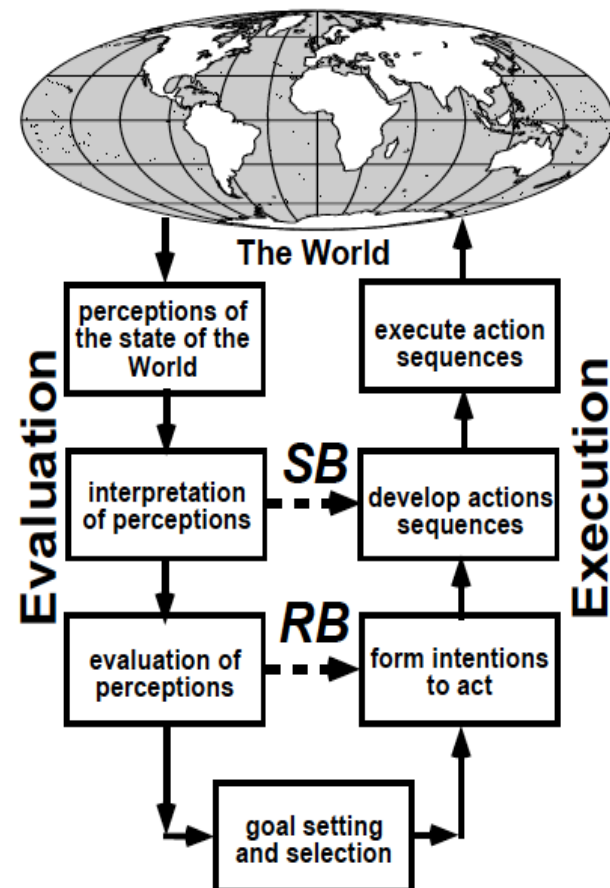 The World
perceptions of
the state of the
World
execute action
sequences
Evaluation
Execution
SB
interpretation
of perceptions
develop actions
sequences
RB
evaluation of
perceptions
form intentions
to act
goal setting
and selection